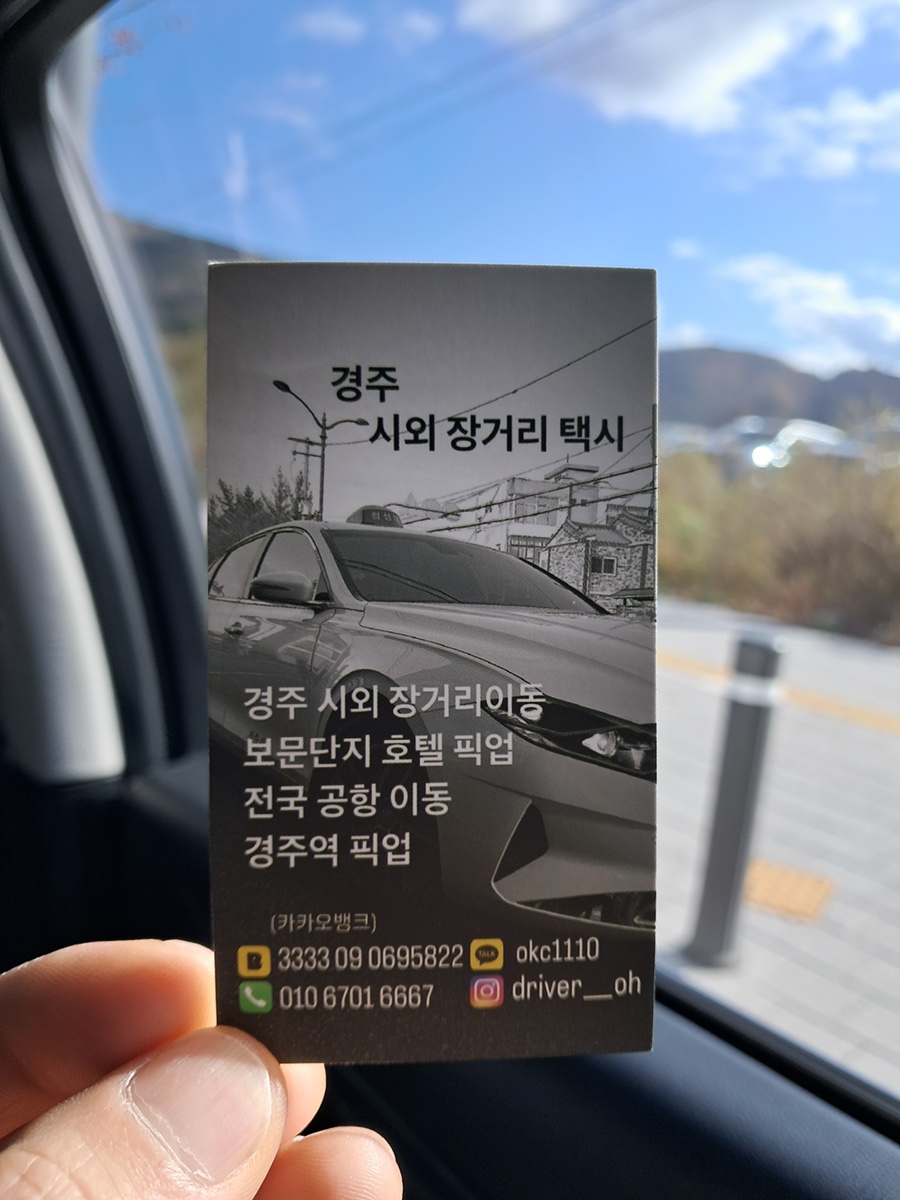 경주
시외 장거리 택시
경주 시외 장거리이동
보문단지 호텔 픽업
전국 공항 이동
경주역 픽업
(카카오뱅크)
B 3333 09 0695822 TALK okc1110
010 6701 6667 driver__oh